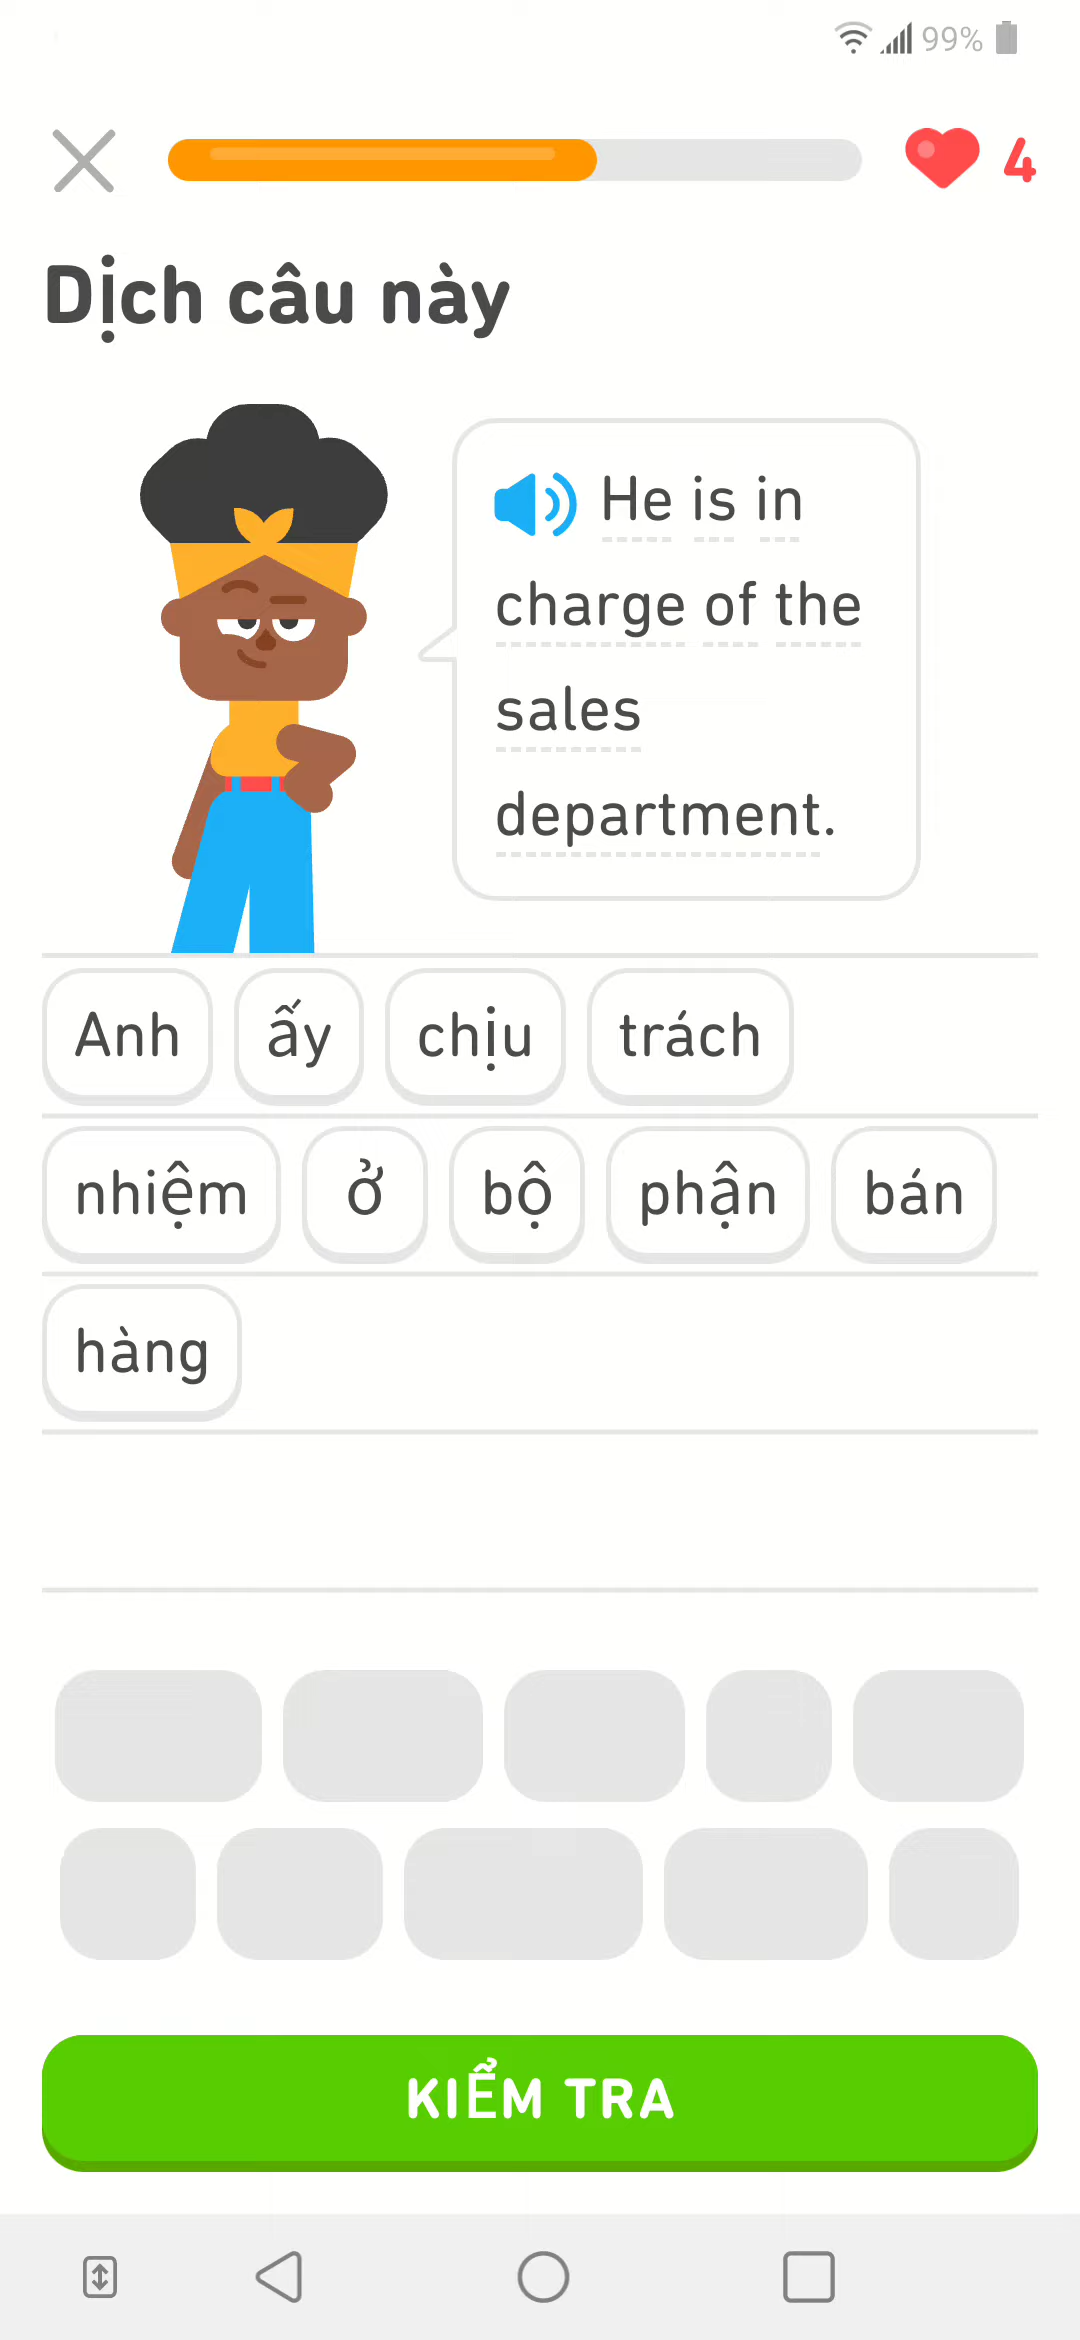 99%
4
Dịch câu này
He is in
charge of the
sales
department.
Anh ấy chịu trách
nhiệm ở bộ phận bán
hàng
KIỂM TRA